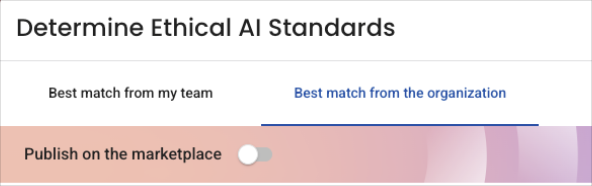 Determine Ethical AI Standards
Best match from my team
Best match from the organization
Publish on the marketplace